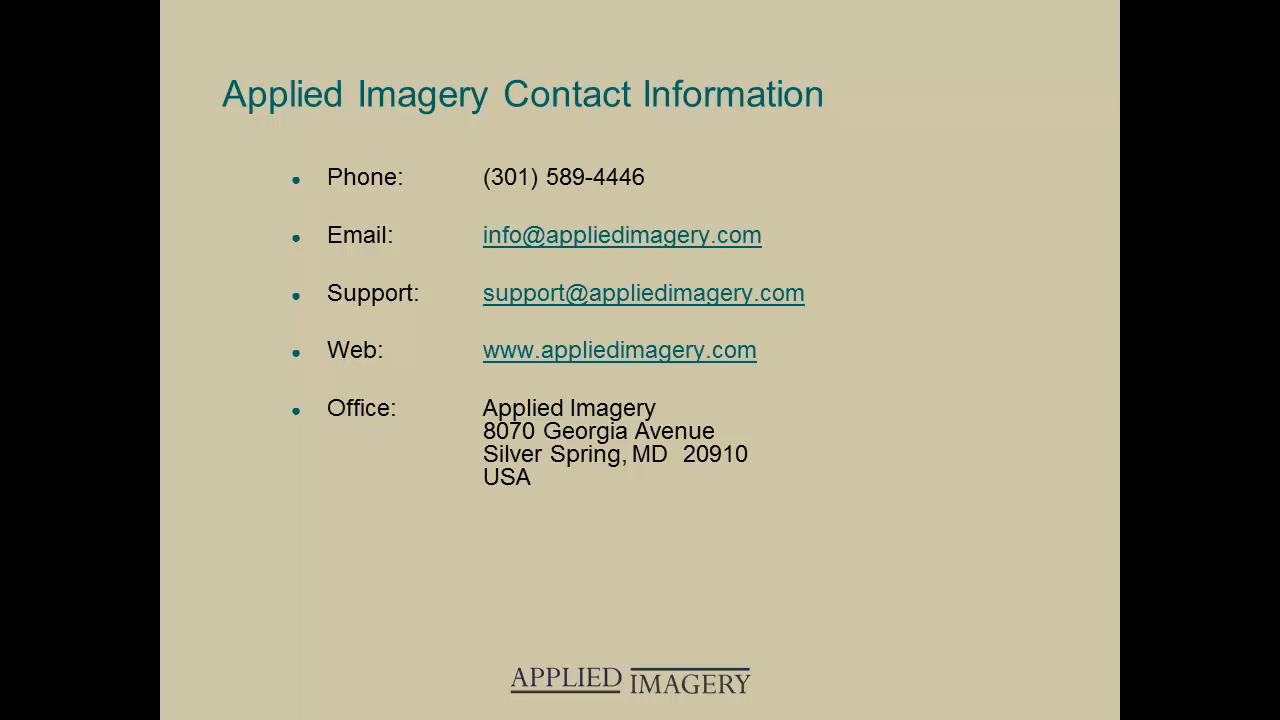 Applied Imagery Contact Information
• Phone: (301) 589-4446
• Email: info@appliedimagery.com
• Support: support@appliedimagery.com
• Web: www.appliedimagery.com
• Office: Applied Imagery
8070 Georgia Avenue
Silver Spring, MD 20910
USA
APPLIED IMAGERY